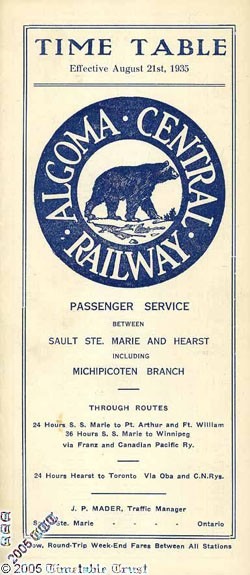 TIME TABLE
Effective August 21st, 1935
ALGOMA · CENTRAL · RAILWAY ·
PASSENGER SERVICE
BETWEEN
SAULT STE. MARIE AND HEARST
INCLUDING
MICHIPICOTEN BRANCH
THROUGH ROUTES
24 Hours S. S. Marie to Pt. Arthur and Ft. William
36 Hours S. S. Marie to Winnipeg
via Franz and Canadian Pacific Ry.
24 Hours Hearst to Toronto Via Oba and C.N.Rys.
J. P. MADER, Traffic Manager
Ste. Marie - - - - Ontario
Round-Trip Week-End Fares Between All Stations
2005
© 2005 Timetable Trust